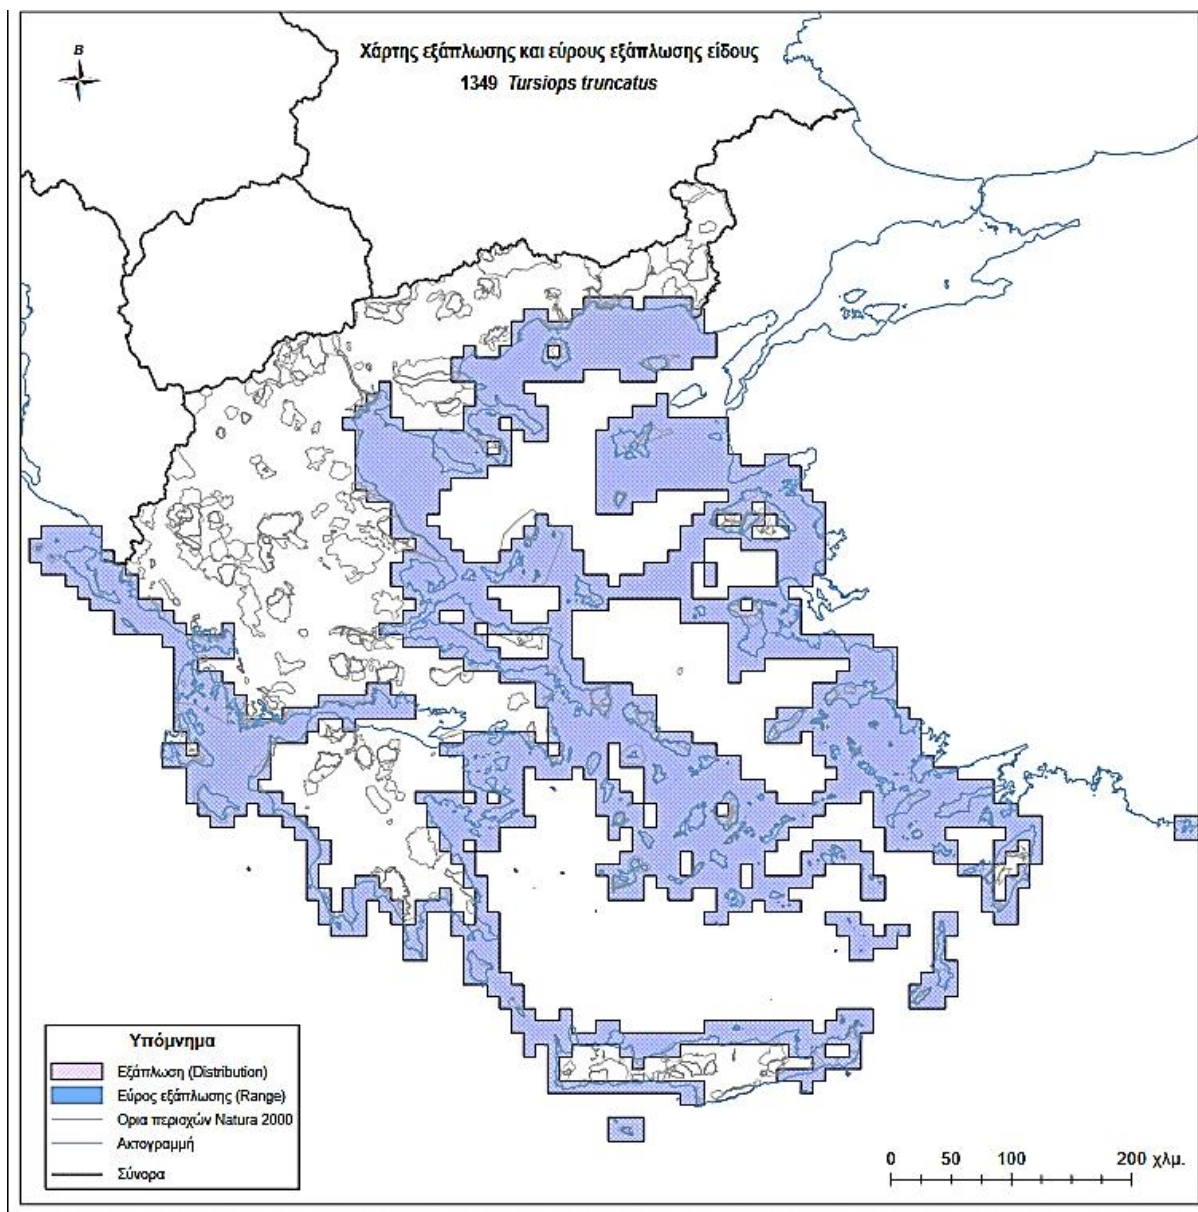 Χάρτης εξάπλωσης και εύρους εξάπλωσης είδους
1349 Tursiops truncatus
Β
Υπόμνημα
Εξάπλωση (Distribution)
Εύρος εξάπλωσης (Range)
Ορια περιοχών Natura 2000
Ακτογραμμή
Σύνορα
0 50 100 200 χλμ.